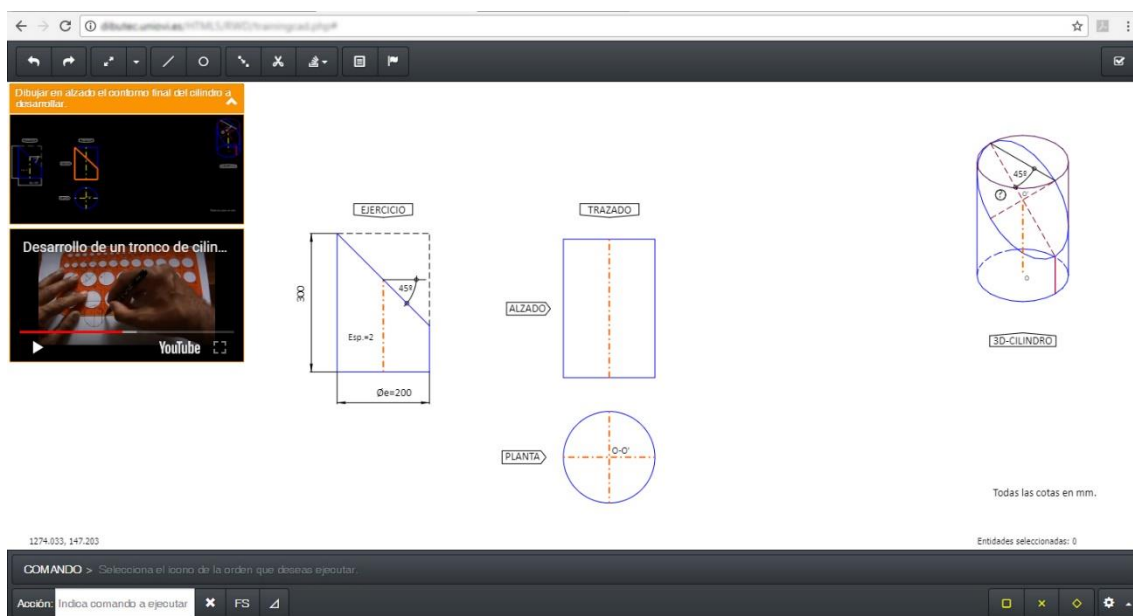 Dibujar en alzado el contorno final del cilindro a
desarrollar.
Desarrollo de un tronco de cilin...
YouTube
EJERCICIO
300
45º
Esp.=2
Øe=200
TRAZADO
ALZADO
PLANTA
O-O'
45º
O'
O
3D-CILINDRO
Todas las cotas en mm.
1274.033, 147.203
Entidades seleccionadas: 0
COMANDO > Selecciona el icono de la orden que deseas ejecutar.
Acción: Indica comando a ejecutar
FS